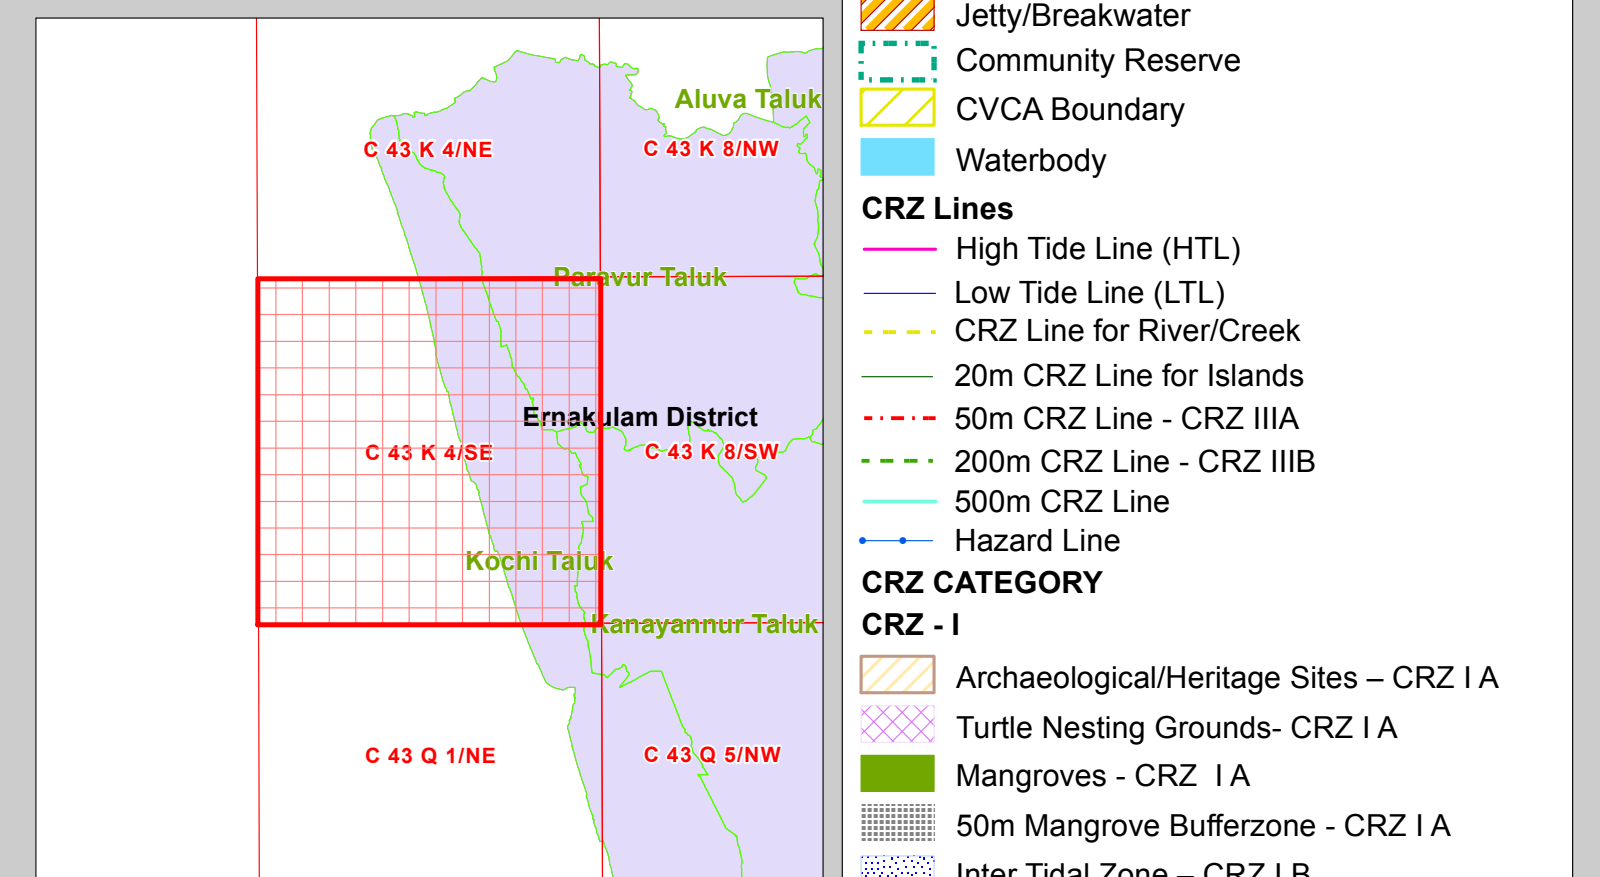 Aluva Taluk
C 43 K 4/NE
C 43 K 8/NW
Paravur Taluk
Ernakulam District
C 43 K 4/SE
C 43 K 8/SW
Kochi Taluk
Kanayannur Taluk
C 43 Q 1/NE
C 43 Q 5/NW
Jetty/Breakwater
Community Reserve
CVCA Boundary
Waterbody
CRZ Lines
High Tide Line (HTL)
Low Tide Line (LTL)
CRZ Line for River/Creek
20m CRZ Line for Islands
50m CRZ Line - CRZ IIIA
200m CRZ Line - CRZ IIIB
500m CRZ Line
Hazard Line
CRZ CATEGORY
CRZ - I
Archaeological/Heritage Sites – CRZ I A
Turtle Nesting Grounds- CRZ I A
Mangroves - CRZ  I A
50m Mangrove Bufferzone - CRZ I A
Inter Tidal Zone – CRZ I B